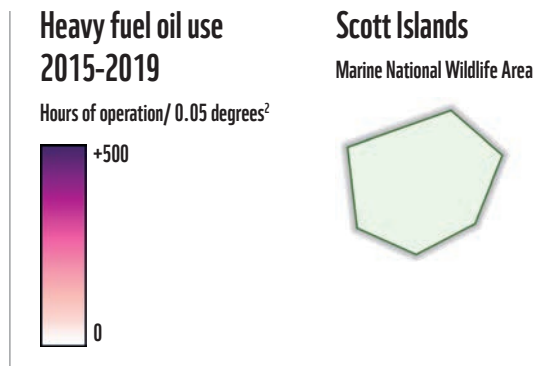 Heavy fuel oil use
2015-2019
Hours of operation/ 0.05 degrees²
+500
0
Scott Islands
Marine National Wildlife Area